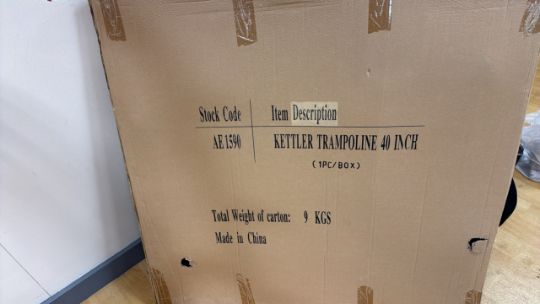 Stock Code Item Description
AE1590 KETTLER TRAMPOLINE 40 INCH
(1PC/BOX)
Total Weight of carton: 9 KGS
Made in China